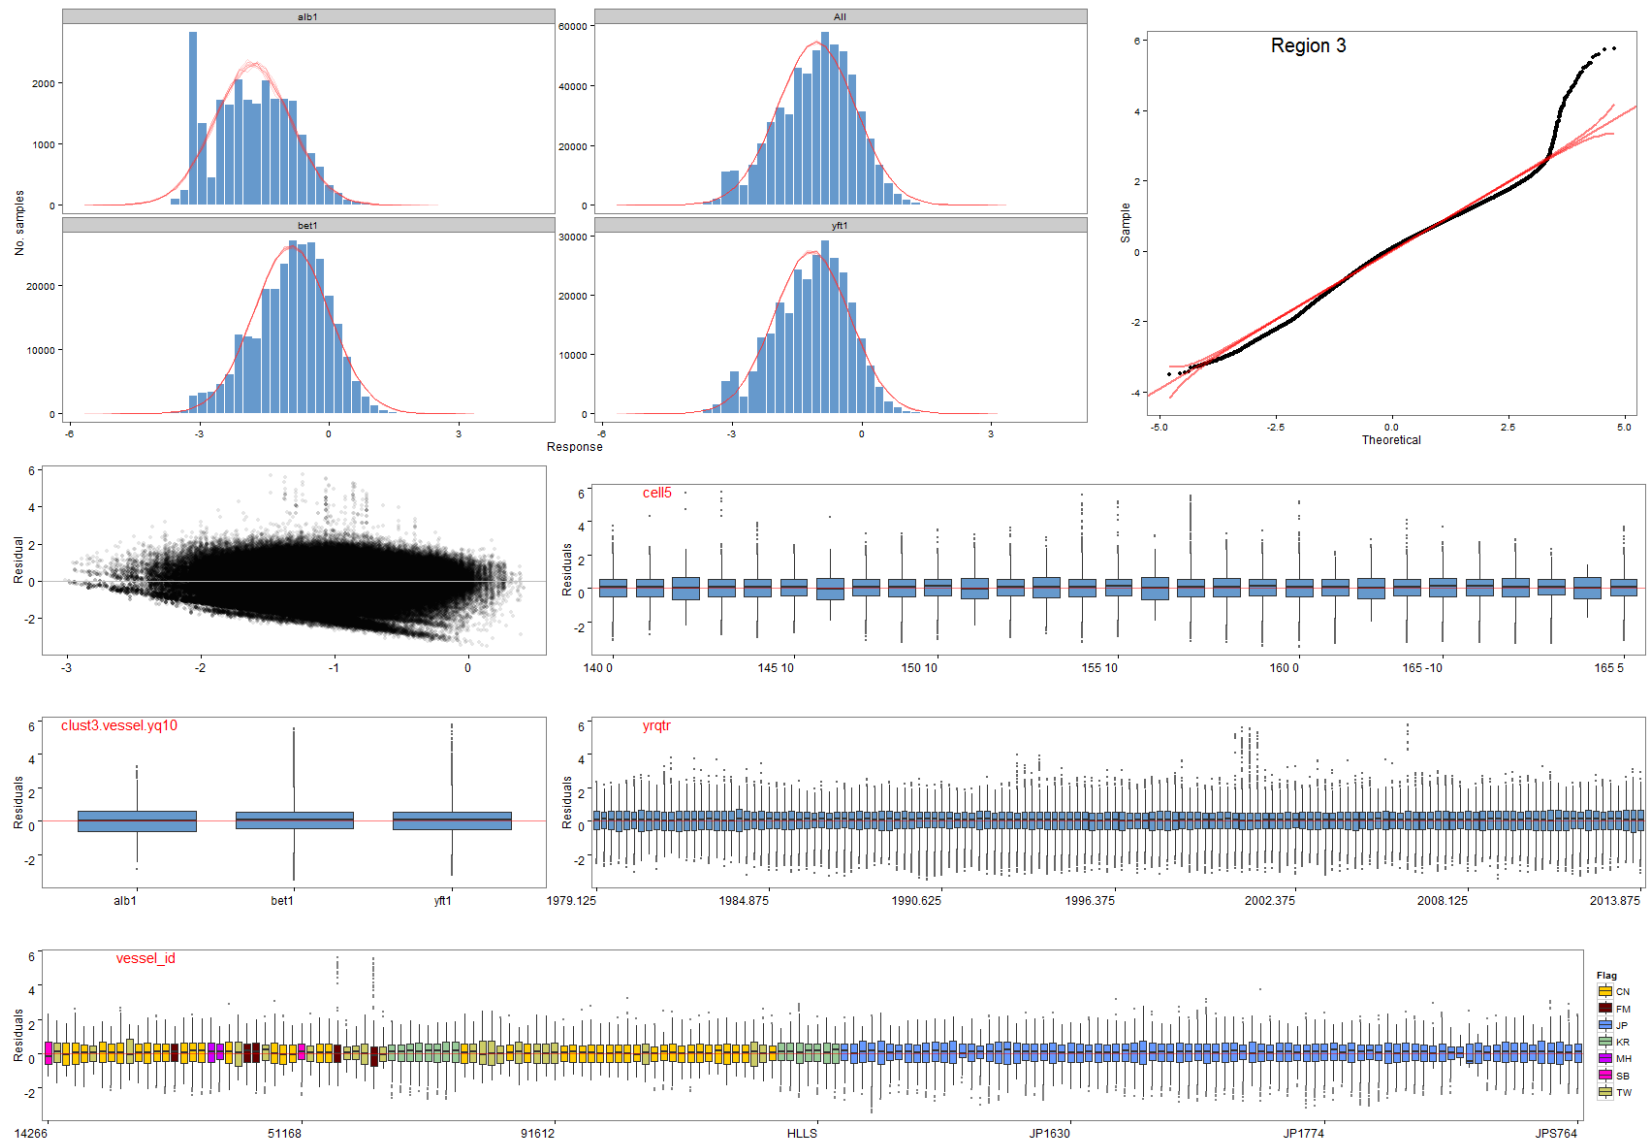 alb1
All
2000
1000
0
60000
40000
20000
0
bet1
yft1
20000
10000
0
30000
20000
10000
0
No. samples
-6
-3
0
3
-6
-3
0
3
Response
Region 3
6
4
2
0
-2
-4
Sample
-5.0
-2.5
0.0
2.5
5.0
Theoretical
6
4
2
0
-2
Residual
-3
-2
-1
0
cell5
6
4
2
0
-2
Residuals
140 0
145 10
150 10
155 10
160 0
165 -10
165 5
clust3.vessel.yq10
6
4
2
0
-2
Residuals
alb1
bet1
yft1
yrqtr
6
4
2
0
-2
Residuals
1979.125
1984.875
1990.625
1996.375
2002.375
2008.125
2013.875
vessel_id
6
4
2
0
-2
Residuals
14266
51168
91612
HLLS
JP1630
JP1774
JPS764
Flag
CN
FM
JP
KR
MH
SB
TW